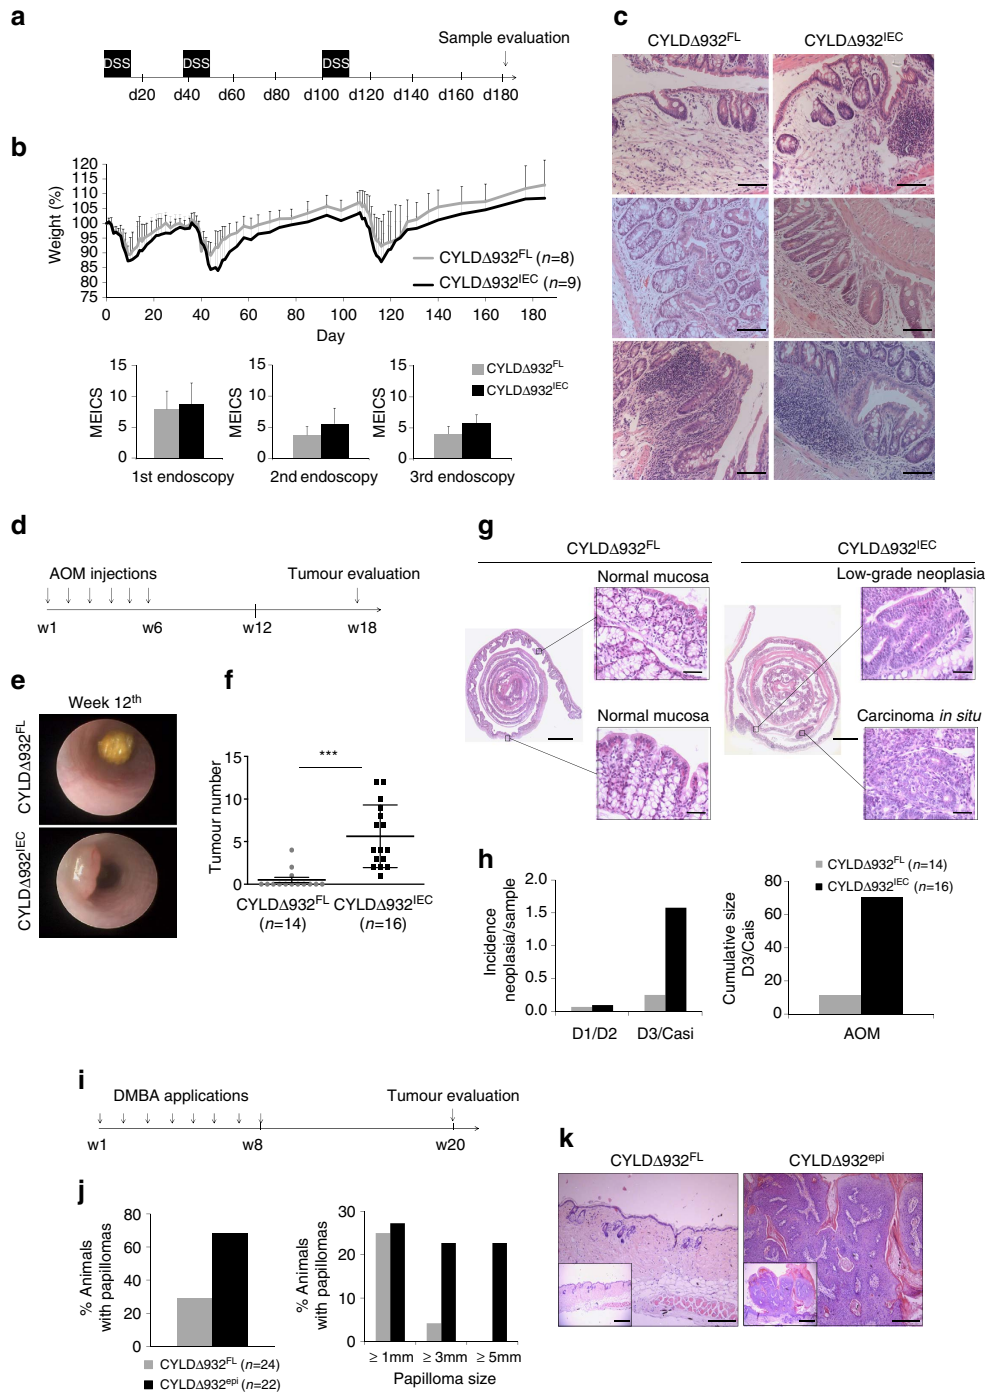 a
Sample evaluation
DSS DSS DSS
d20 d40 d60 d80 d100 d120 d140 d160 d180
b
Weight (%)
120
115
110
105
100
95
90
85
80
75
CYLDΔ932FL (n=8)
CYLDΔ932IEC (n=9)
0 20 40 60 80 100 120 140 160 180
Day
MEICS
15
10
5
0
1st endoscopy
MEICS
15
10
5
0
2nd endoscopy
MEICS
15
10
5
0
3rd endoscopy
CYLDΔ932FL
CYLDΔ932IEC
c
CYLDΔ932FL CYLDΔ932IEC
d
AOM injections Tumour evaluation
w1 w6 w12 w18
e
Week 12th
CYLDΔ932FL
CYLDΔ932IEC
f
Tumour number
15
10
5
0
***
CYLDΔ932FL CYLDΔ932IEC
(n=14) (n=16)
g
CYLDΔ932FL CYLDΔ932IEC
Normal mucosa Low-grade neoplasia
Normal mucosa Carcinoma in situ
h
CYLDΔ932FL (n=14)
CYLDΔ932IEC (n=16)
Incidence
neoplasia/sample
2.0
1.5
1.0
0.5
0.0
D1/D2 D3/Casi
Cumulative size
D3/Cais
80
60
40
20
0
AOM
i
DMBA applications Tumour evaluation
w1 w8 w20
j
% Animals
with papillomas
80
60
40
20
0
CYLDΔ932FL (n=24)
CYLDΔ932epi (n=22)
% Animals
with papillomas
30
20
10
0
≥ 1mm ≥ 3mm ≥ 5mm
Papilloma size
k
CYLDΔ932FL CYLDΔ932epi